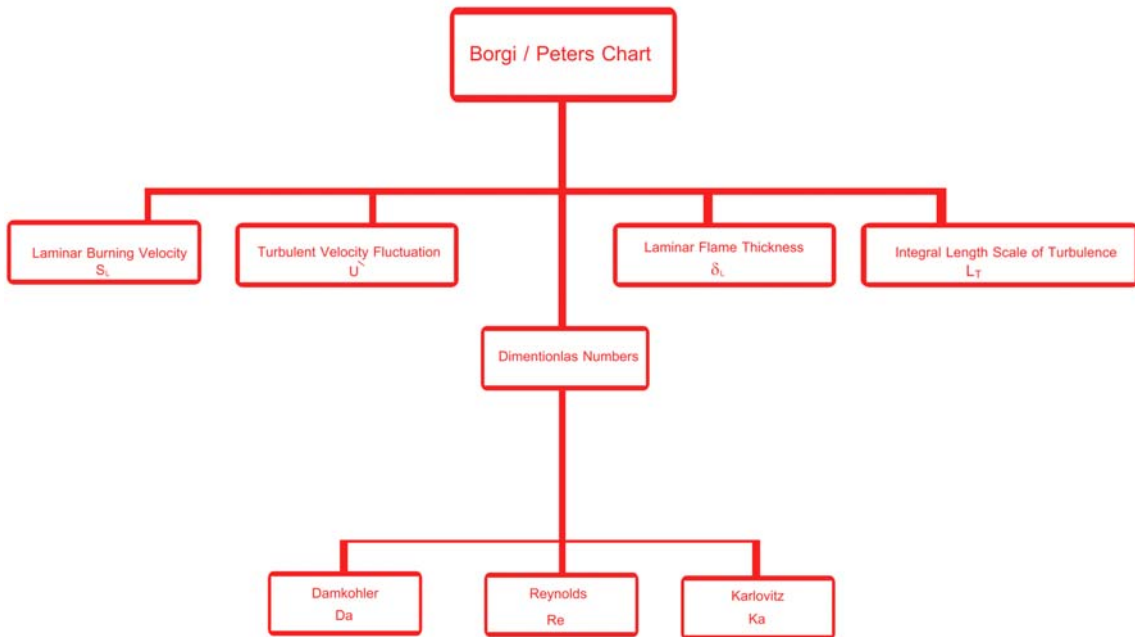 Borgi / Peters Chart
Laminar Burning Velocity
SL
Turbulent Velocity Fluctuation
U'
Laminar Flame Thickness
δL
Integral Length Scale of Turbulence
LT
Dimentionlas Numbers
Damkohler
Da
Reynolds
Re
Karlovitz
Ka